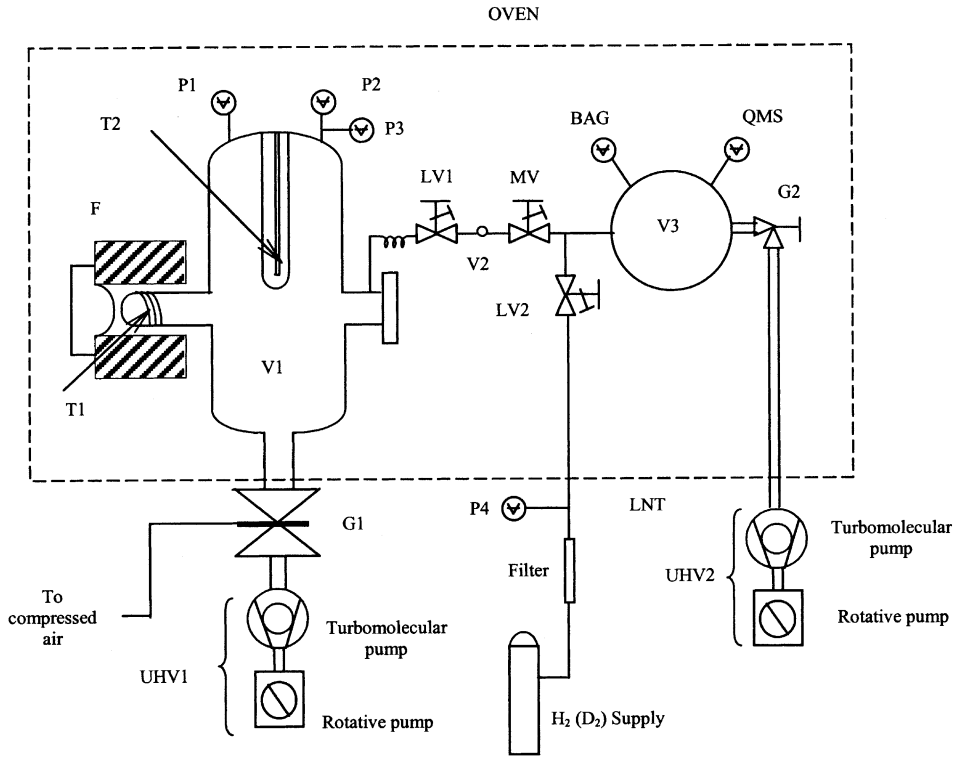 OVEN
P1
P2
P3
T2
BAG
QMS
LV1
MV
G2
F
V3
V2
LV2
V1
T1
P4
LNT
G1
Turbomolecular
pump
Filter
UHV2
To
compressed
air
Rotative pump
Turbomolecular
pump
UHV1
H₂ (D₂) Supply
Rotative pump